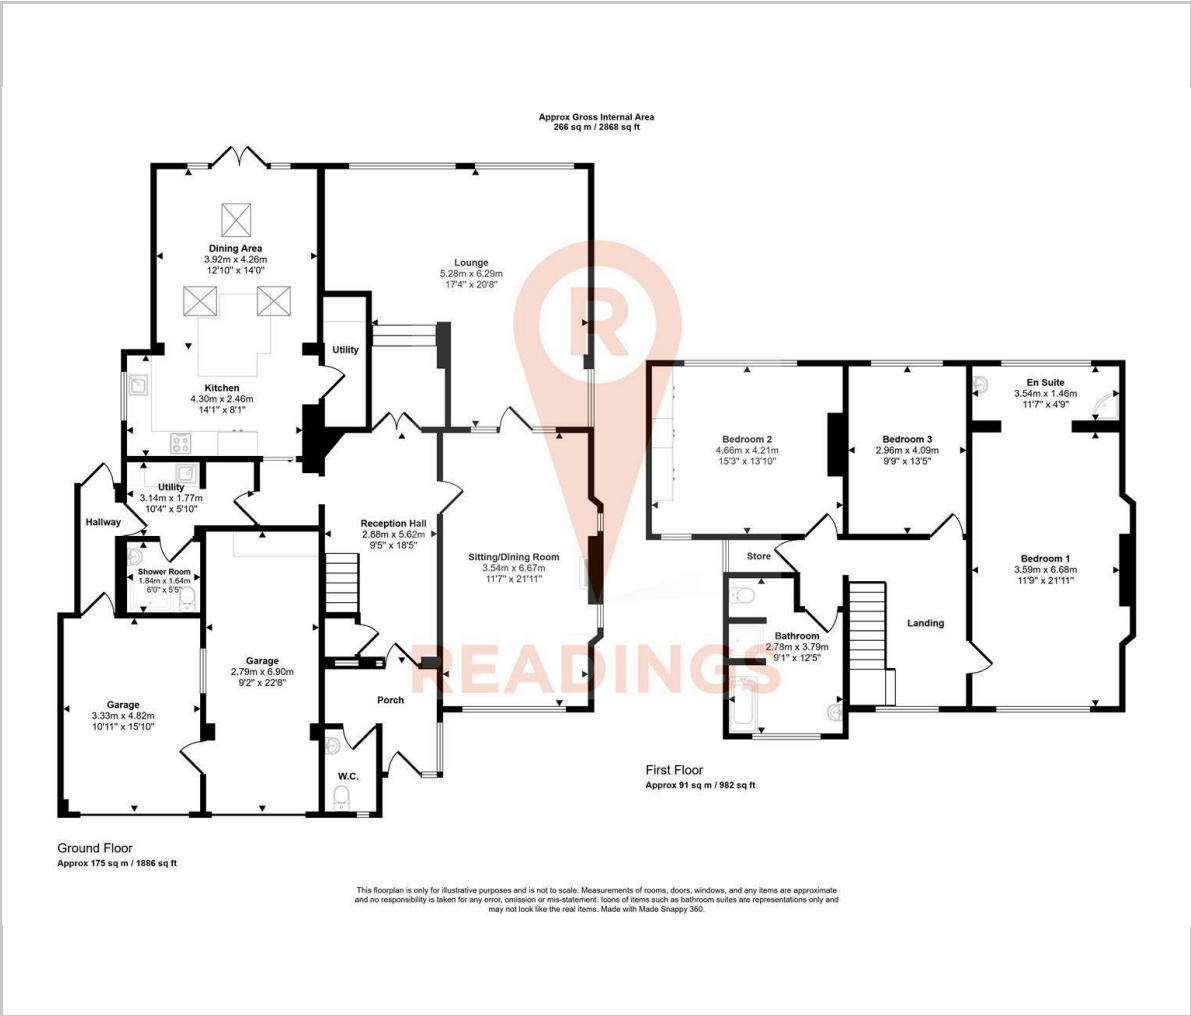 Approx Gross Internal Area
266 sq m / 2868 sq ft
Dining Area
3.92m x 4.26m
12'10" x 14'0"
Lounge
5.28m x 6.29m
17'4" x 20'8"
R
Utility
Kitchen
4.30m x 2.46m
14'1" x 8'1"
Utility
3.14m x 1.77m
10'4" x 5'10"
Hallway
Reception Hall
2.88m x 5.62m
9'5" x 18'5"
Sitting/Dining Room
3.54m x 6.67m
11'7" x 21'11"
Shower Room
1.84m x 1.64m
6'0" x 5'5"
Garage
2.79m x 6.90m
9'2" x 22'8"
Garage
3.33m x 4.82m
10'11" x 15'10"
Porch
W.C.
READINGS
Ground Floor
Approx 175 sq m / 1886 sq ft
En Suite
3.54m x 1.46m
11'7" x 4'9"
Bedroom 2
4.66m x 4.21m
15'3" x 13'10"
Bedroom 3
2.96m x 4.09m
9'9" x 13'5"
Store
Bedroom 1
3.59m x 6.68m
11'9" x 21'11"
Landing
Bathroom
2.78m x 3.79m
9'1" x 12'5"
First Floor
Approx 91 sq m / 982 sq ft
This floorplan is only for illustrative purposes and is not to scale. Measurements of rooms, doors, windows, and any items are approximate
and no responsibility is taken for any error, omission or mis-statement. Icons of items such as bathroom suites are representations only and
may not look like the real items. Made with Made Snappy 360.